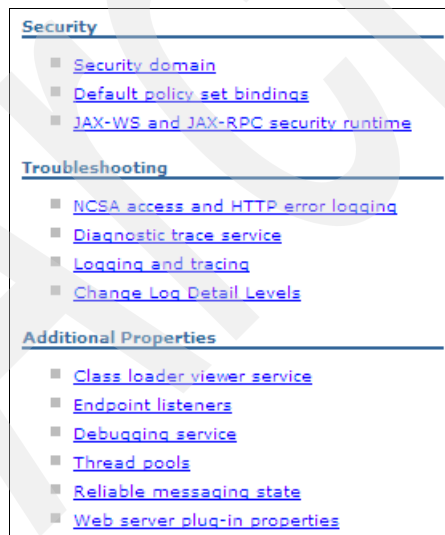 Security
Security domain
Default policy set bindings
JAX-WS and JAX-RPC security runtime
Troubleshooting
NCSA access and HTTP error logging
Diagnostic trace service
Logging and tracing
Change Log Detail Levels
Additional Properties
Class loader viewer service
Endpoint listeners
Debugging service
Thread pools
Reliable messaging state
Web server plug-in properties